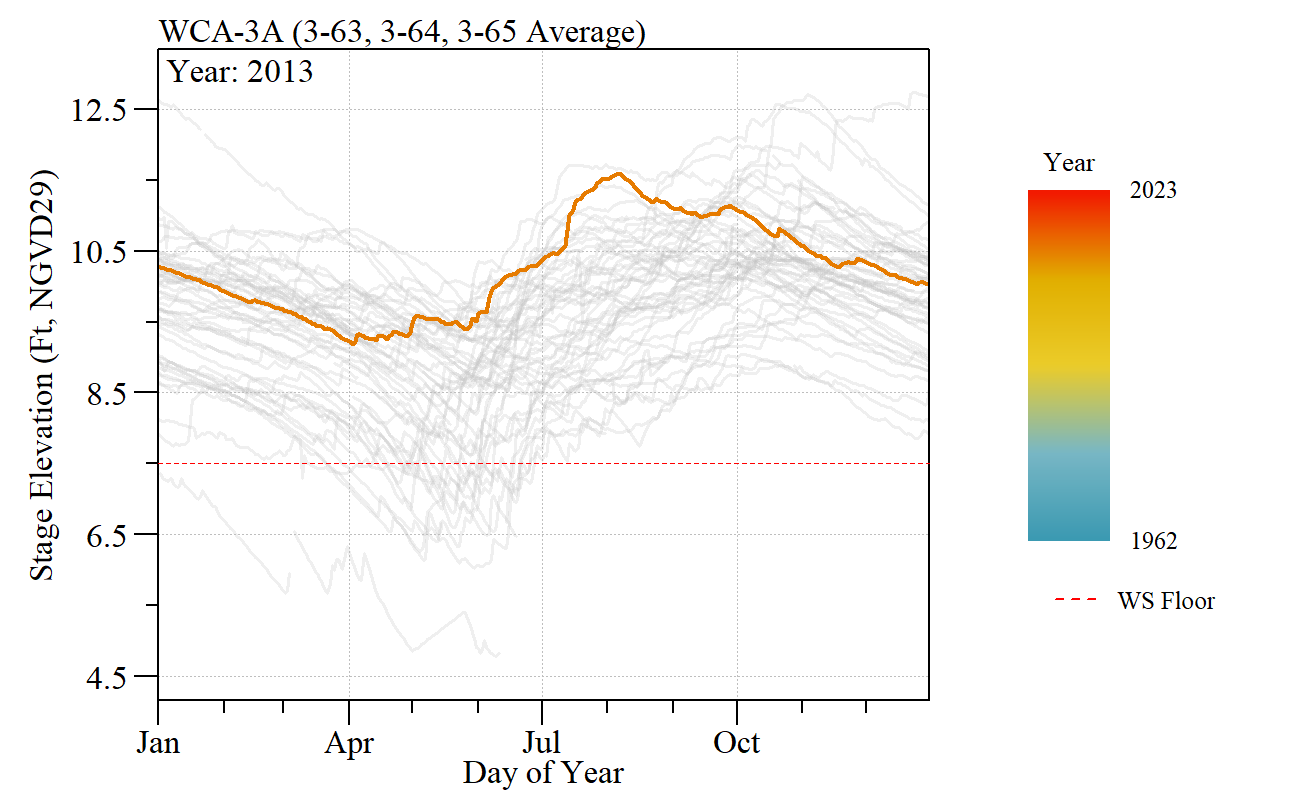 WCA-3A (3-63, 3-64, 3-65 Average)
Year: 2013
12.5
10.5
8.5
6.5
4.5
Stage Elevation (Ft, NGVD29)
Jan
Apr
Jul
Oct
Day of Year
Year
2023
1962
WS Floor